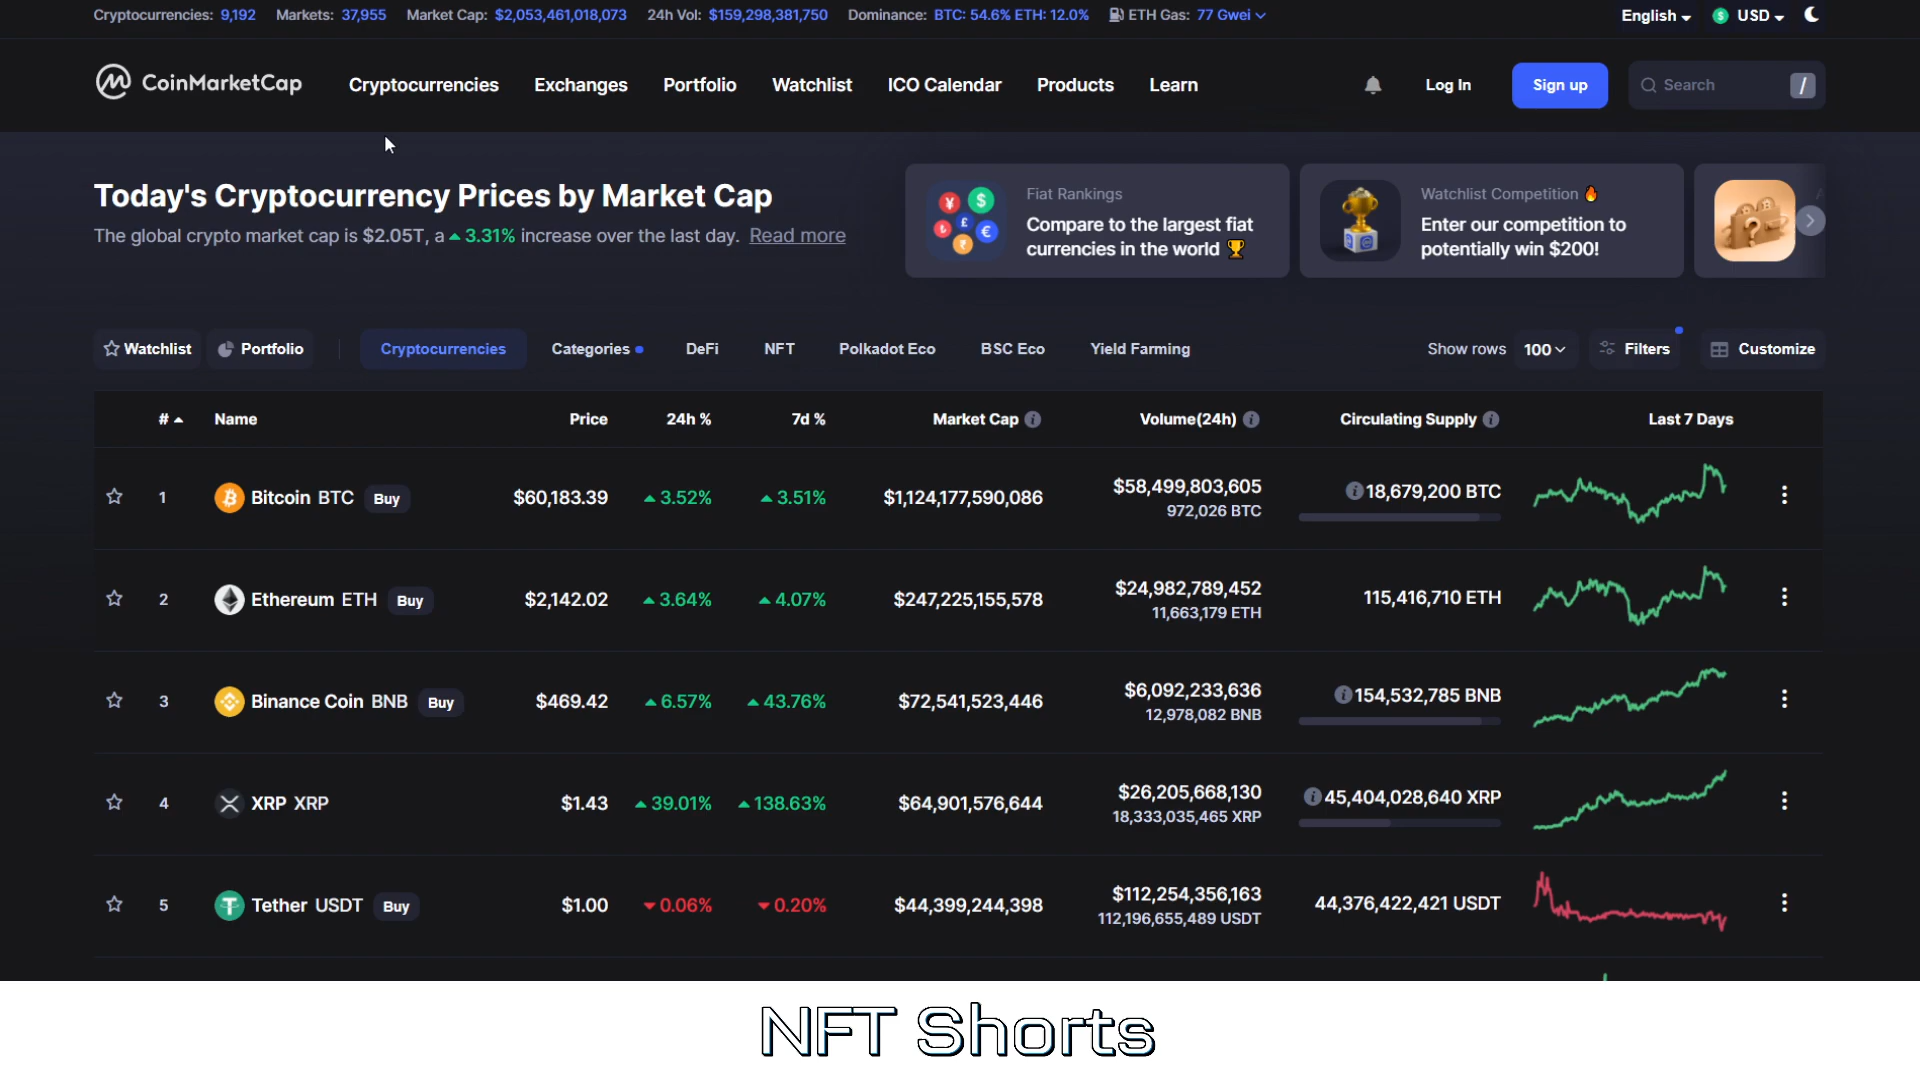 Cryptocurrencies: 9,192 Markets: 37,955 Market Cap: $2,053,461,018,073 24h Vol: $159,298,381,750 Dominance: BTC: 54.6% ETH: 12.0% ETH Gas: 77 Gwei English USD
CoinMarketCap Cryptocurrencies Exchanges Portfolio Watchlist ICO Calendar Products Learn Log In Sign up Search /
Today's Cryptocurrency Prices by Market Cap
The global crypto market cap is $2.05T, a 3.31% increase over the last day. Read more
Fiat Rankings
Compare to the largest fiat
currencies in the world
Watchlist Competition
Enter our competition to
potentially win $200!
Watchlist Portfolio Cryptocurrencies Categories DeFi NFT Polkadot Eco BSC Eco Yield Farming Show rows 100 Filters Customize
# Name Price 24h % 7d % Market Cap Volume(24h) Circulating Supply Last 7 Days
1 Bitcoin BTC Buy $60,183.39 3.52% 3.51% $1,124,177,590,086 $58,499,803,605 18,679,200 BTC
972,026 BTC
2 Ethereum ETH Buy $2,142.02 3.64% 4.07% $247,225,155,578 $24,982,789,452 115,416,710 ETH
11,663,179 ETH
3 Binance Coin BNB Buy $469.42 6.57% 43.76% $72,541,523,446 $6,092,233,636 154,532,785 BNB
12,978,082 BNB
4 XRP XRP $1.43 39.01% 138.63% $64,901,576,644 $26,205,668,130 45,404,028,640 XRP
18,333,035,465 XRP
5 Tether USDT Buy $1.00 0.06% 0.20% $44,399,244,398 $112,254,356,163 44,376,422,421 USDT
112,196,655,489 USDT
NFT Shorts